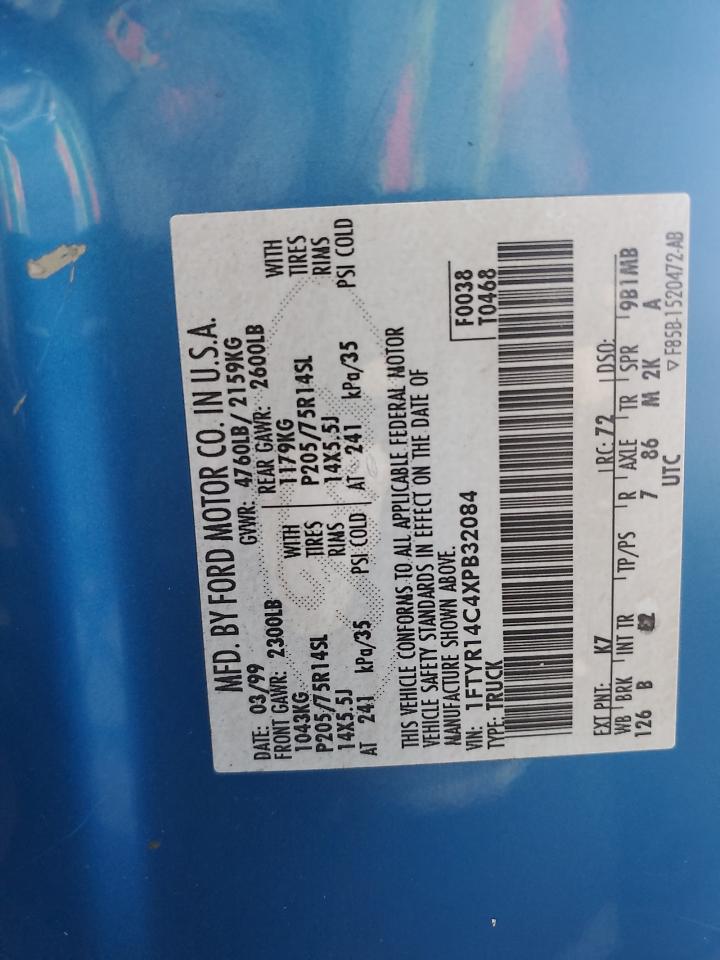 MFD. BY FORD MOTOR CO. IN U.S.A.
DATE: 03/99 GVWR: 4760LB/ 2159KG
FRONT GAWR: 2300LB REAR GAWR: 2600LB
1043KG WITH 1179KG WITH
P205/75R14SL TIRES P205/75R14SL TIRES
14X5.5J RIMS 14X5.5J RIMS
AT 241 kPa/35 PSI COLD AT 241 kPa/35 PSI COLD
THIS VEHICLE CONFORMS TO ALL APPLICABLE FEDERAL MOTOR
VEHICLE SAFETY STANDARDS IN EFFECT ON THE DATE OF
MANUFACTURE SHOWN ABOVE.
VIN: 1FTYR14C4XPB32084 F0038
TYPE: TRUCK T0468
EXT PNT: K7 RC: 72 DSO:
WB BRK INT TR TP/PS R AXLE TR SPR 9B1MB
126 B 7 86 M 2K A
UTC ▽F85B-1520472-AB